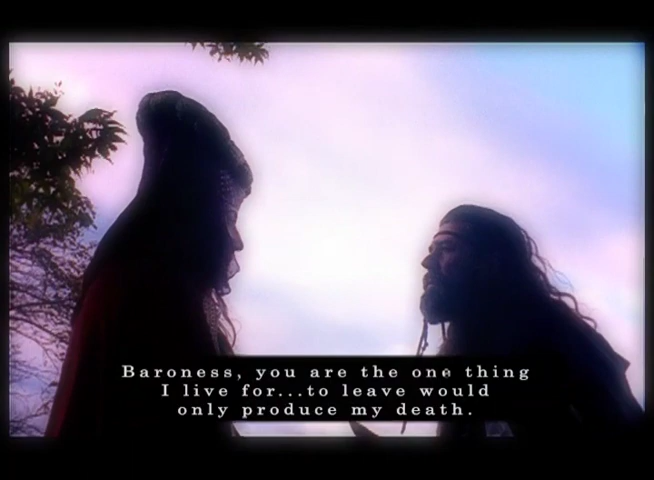 Baroness, you are the one thing
I live for...to leave would
only produce my death.